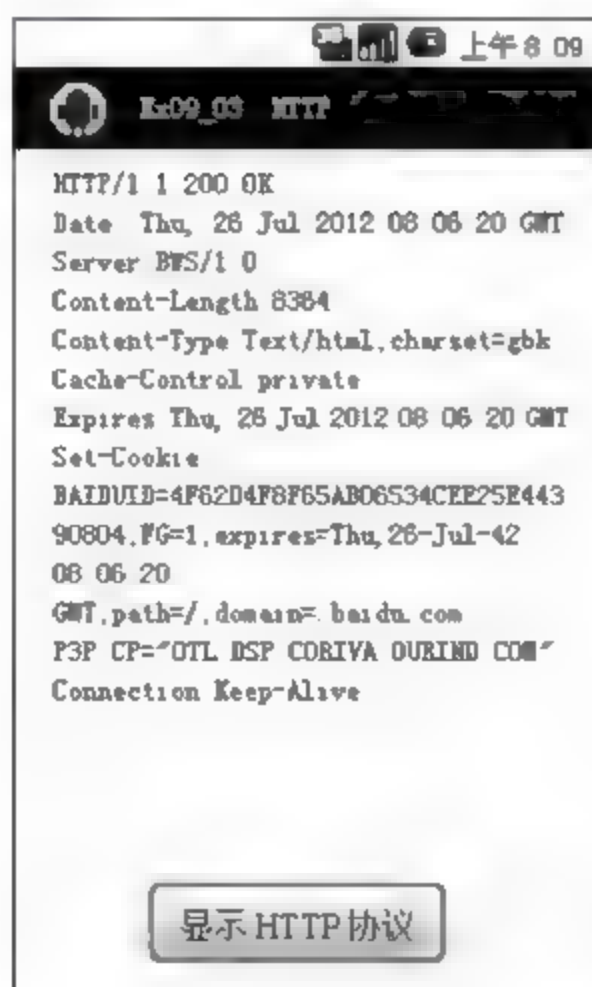 上午8 09
Ex09_03 HTTP
HTTP/1 1 200 OK
Date Thu, 26 Jul 2012 08 06 20 GMT
Server BWS/1 0
Content-Length 8384
Content-Type Text/html,charset=gbk
Cache-Control private
Expires Thu, 26 Jul 2012 08 06 20 GMT
Set-Cookie
BAIDUID=4F62D4F8F65AB06534CEE25E443
90804,FG=1,expires=Thu,26-Jul-42
08 06 20
GMT,path=/,domain= baidu com
P3P CP="OTL DSP CORIVA OURIND COM"
Connection Keep-Alive
显示HTTP协议